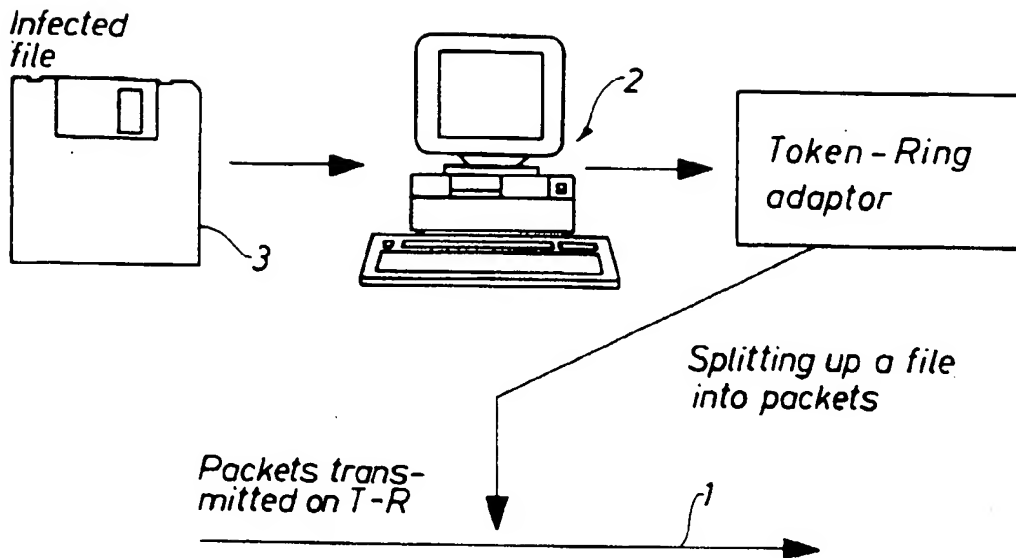 Infected
file
2
Token-Ring
adaptor
3
Splitting up a file
into packets
Packets trans-
mitted on T-R
1